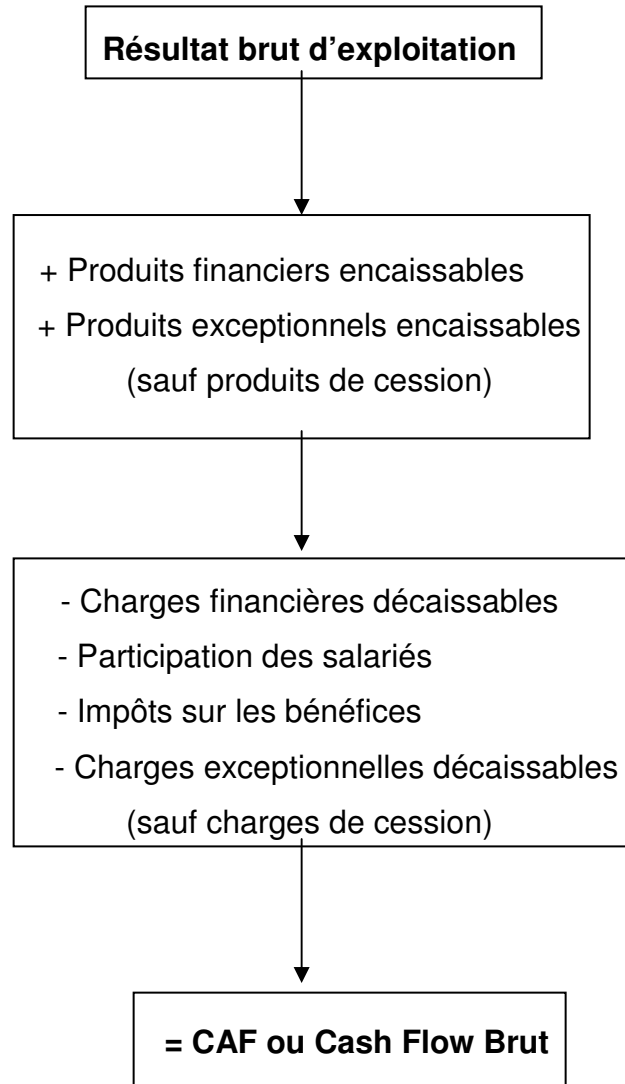 Résultat brut d’exploitation
+ Produits financiers encaissables
+ Produits exceptionnels encaissables
(sauf produits de cession)
- Charges financières décaissables
- Participation des salariés
- Impôts sur les bénéfices
- Charges exceptionnelles décaissables
(sauf charges de cession)
= CAF ou Cash Flow Brut